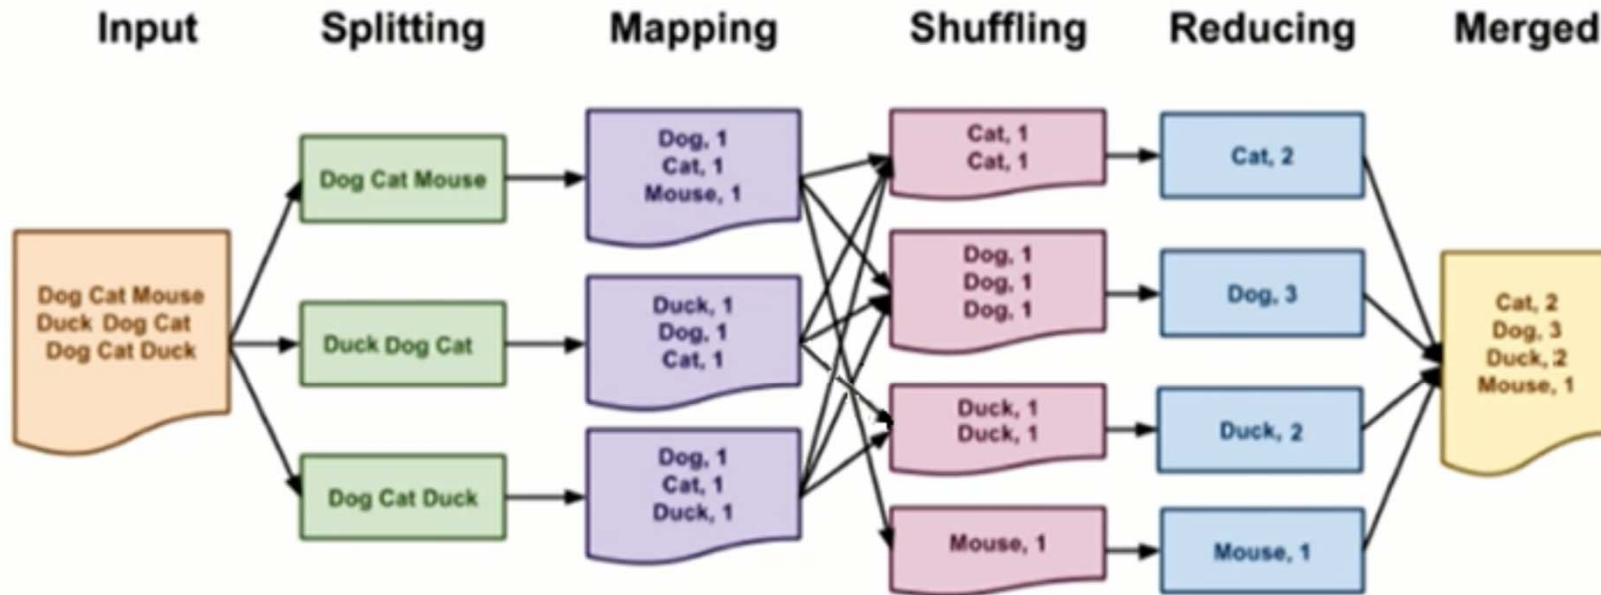 Input Splitting Mapping Shuffling Reducing Merged
Dog Cat Mouse
Duck Dog Cat
Dog Cat Duck
Dog Cat Mouse
Duck Dog Cat
Dog Cat Duck
Dog, 1
Cat, 1
Mouse, 1
Duck, 1
Dog, 1
Cat, 1
Dog, 1
Cat, 1
Duck, 1
Cat, 1
Cat, 1
Dog, 1
Dog, 1
Dog, 1
Duck, 1
Duck, 1
Mouse, 1
Cat, 2
Dog, 3
Duck, 2
Mouse, 1
Cat, 2
Dog, 3
Duck, 2
Mouse, 1